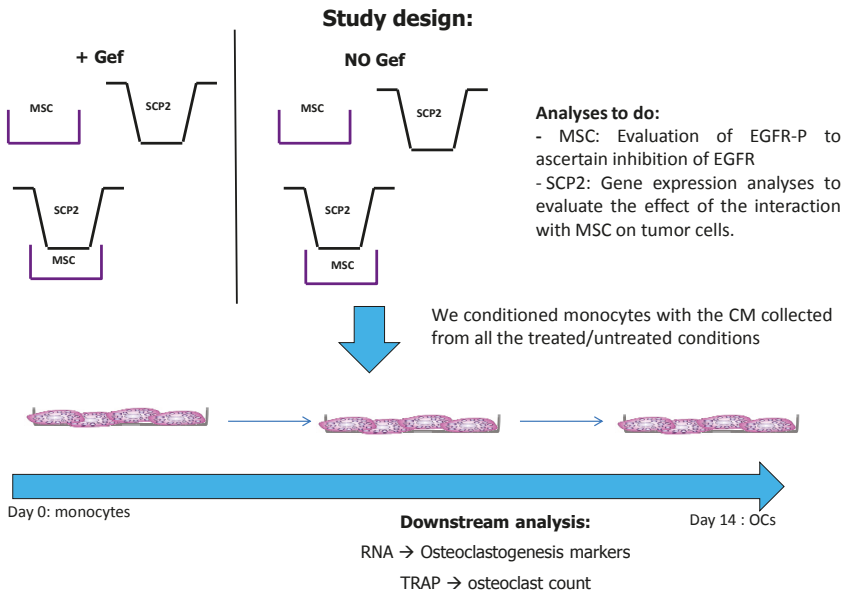 Study design:
+ Gef
NO Gef
MSC
SCP2
MSC
SCP2
SCP2
MSC
SCP2
MSC
Analyses to do:
- MSC: Evaluation of EGFR-P to
ascertain inhibition of EGFR
- SCP2: Gene expression analyses to
evaluate the effect of the interaction
with MSC on tumor cells.
We conditioned monocytes with the CM collected
from all the treated/untreated conditions
Day 0: monocytes
Day 14 : OCs
Downstream analysis:
RNA → Osteoclastogenesis markers
TRAP → osteoclast count